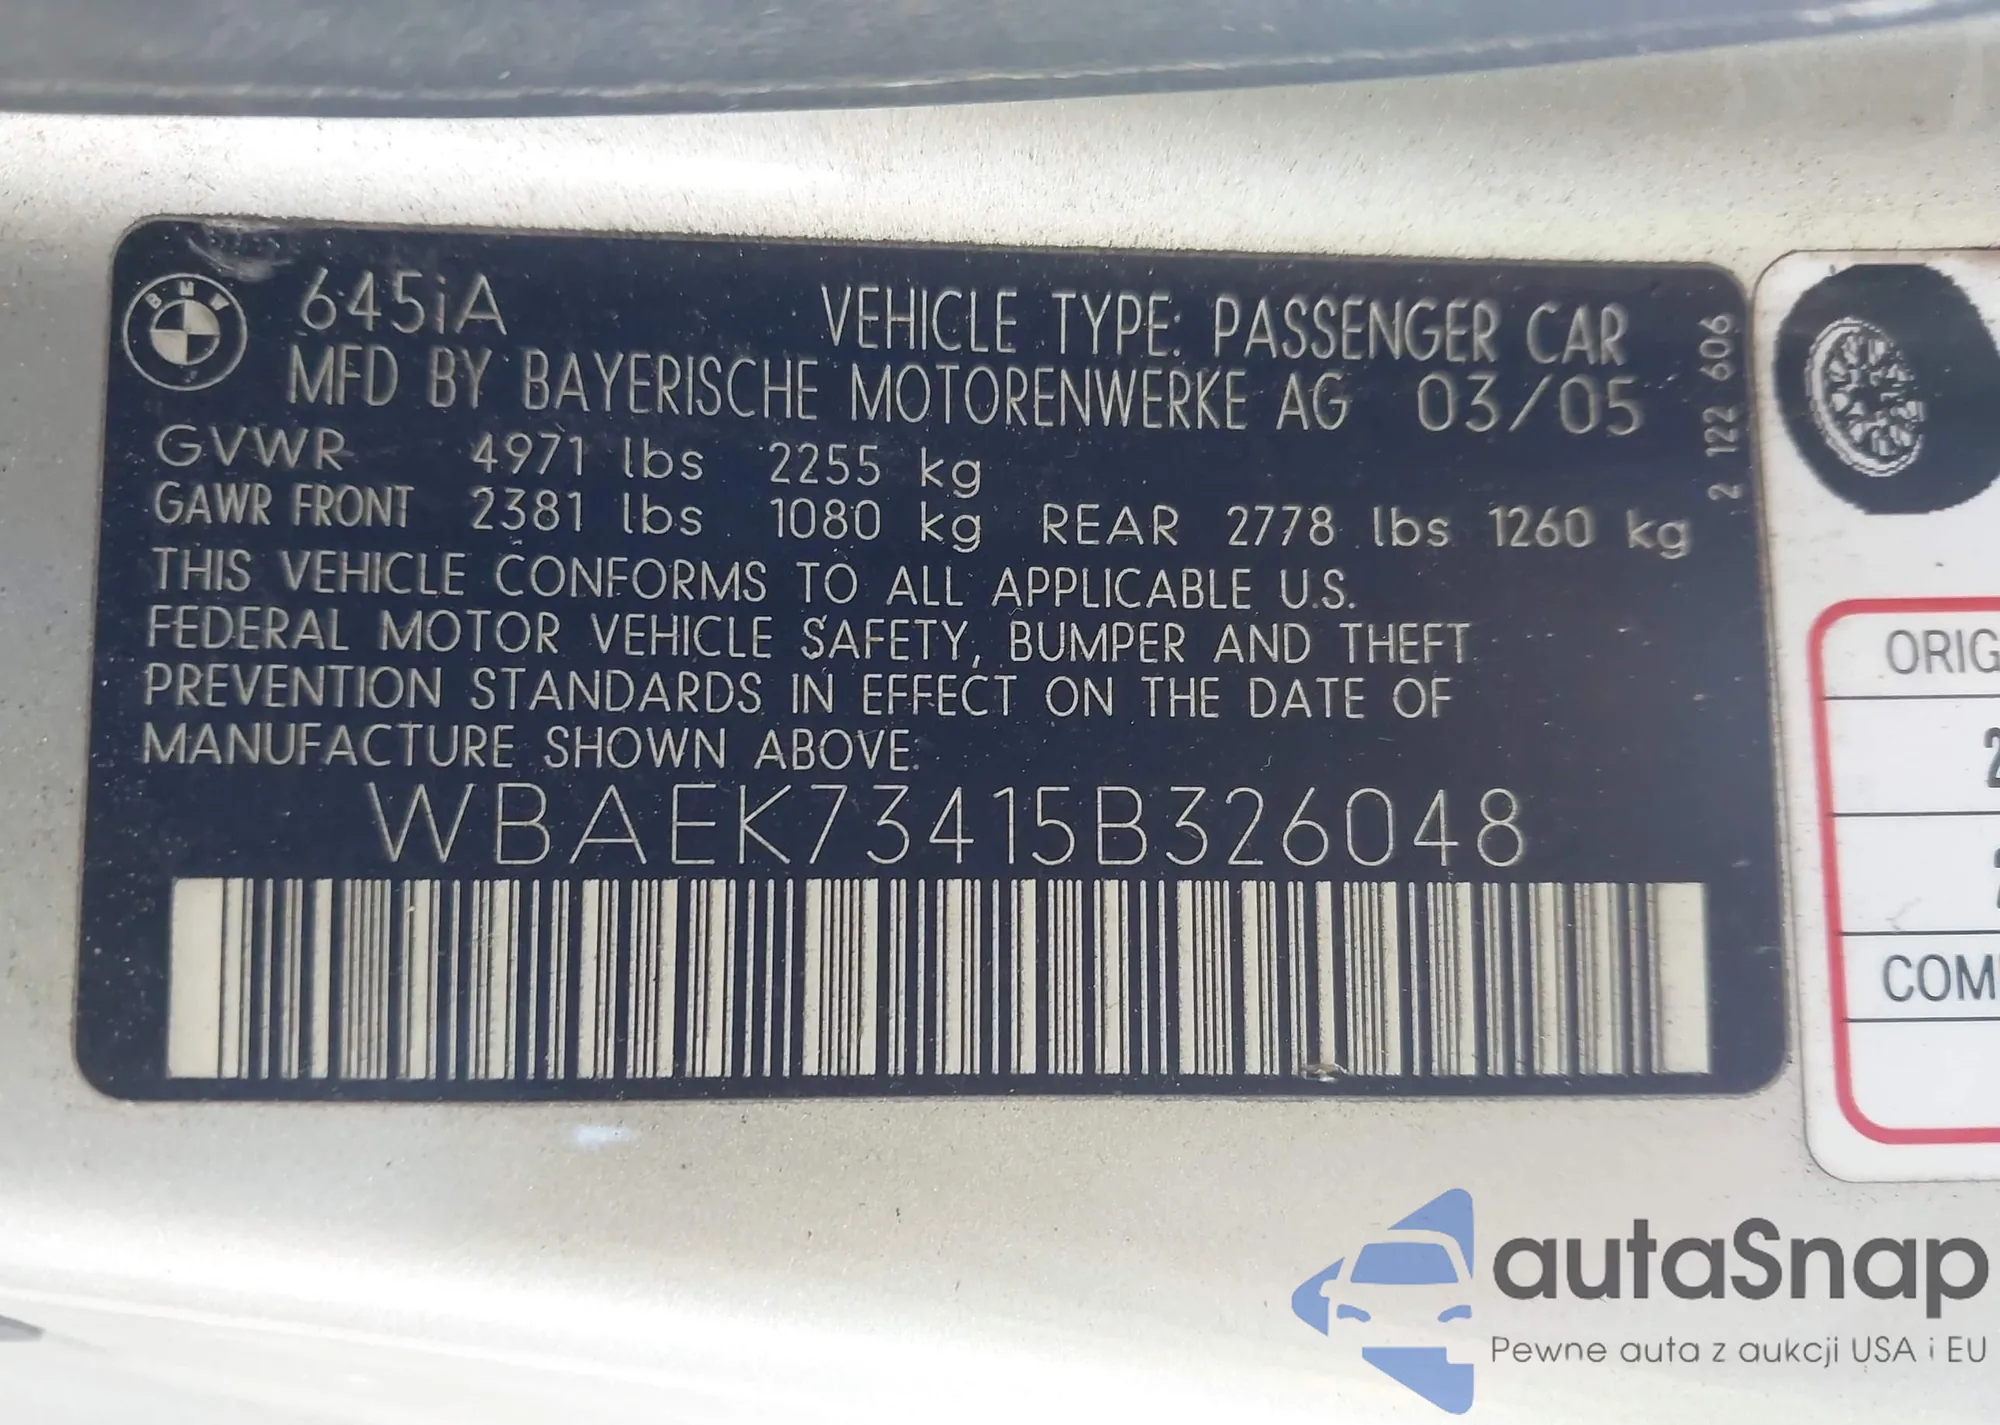 BMW
645iA
VEHICLE TYPE: PASSENGER CAR
MFD BY BAYERISCHE MOTORENWERKE AG 03/05
GVWR 4971 lbs 2255 kg
GAWR FRONT 2381 lbs 1080 kg REAR 2778 lbs 1260 kg
THIS VEHICLE CONFORMS TO ALL APPLICABLE U.S.
FEDERAL MOTOR VEHICLE SAFETY, BUMPER AND THEFT
PREVENTION STANDARDS IN EFFECT ON THE DATE OF
MANUFACTURE SHOWN ABOVE.
WBAEK73415B326048
2 122 606
ORIG
2
2
COM
autaSnap
Pewne auta z aukcji USA i EU